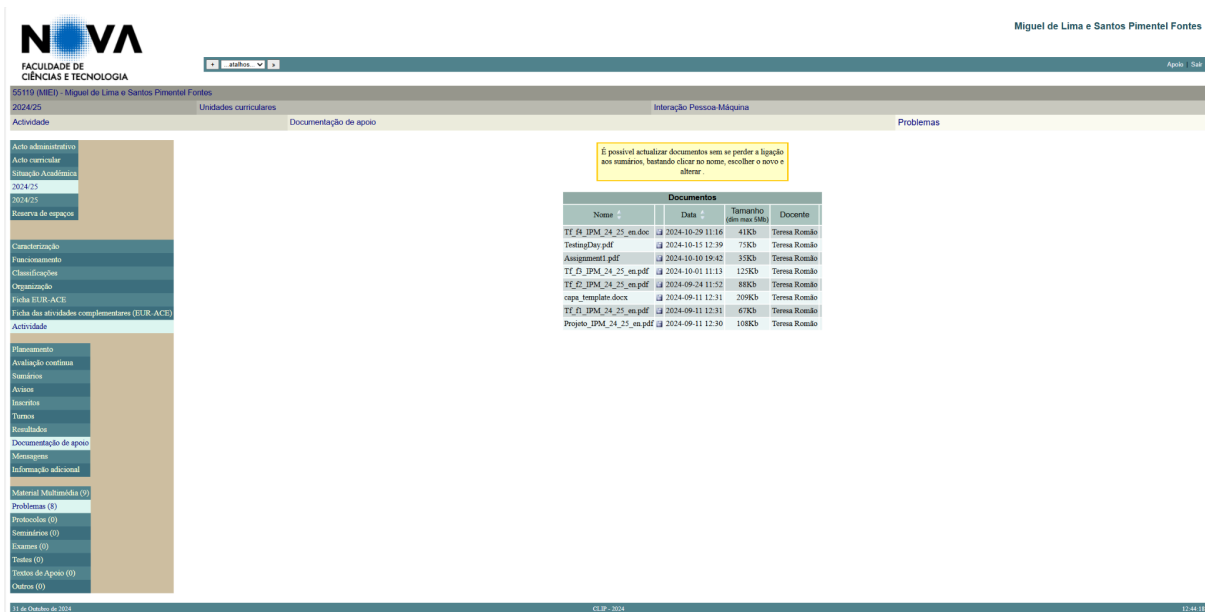 NOVA
FACULDADE DE
CIÊNCIAS E TECNOLOGIA
Miguel de Lima e Santos Pimentel Fontes
+ ..atalhos.. >
Apoio | Sair
55119 (MIEI) - Miguel de Lima e Santos Pimentel Fontes
2024/25 Unidades curriculares Interação Pessoa-Máquina
Actividade Documentação de apoio Problemas
Acto administrativo
Acto curricular
Situação Académica
2024/25
2024/25
Reserva de espaços
Caracterização
Funcionamento
Classificações
Organização
Ficha EUR-ACE
Ficha das atividades complementares (EUR-ACE)
Actividade
Planeamento
Avaliação contínua
Sumários
Avisos
Inscritos
Turnos
Resultados
Documentação de apoio
Mensagens
Informação adicional
Material Multimédia (9)
Problemas (8)
Protocolos (0)
Seminários (0)
Exames (0)
Testes (0)
Textos de Apoio (0)
Outros (0)
É possivel actualizar documentos sem se perder a ligação
aos sumários, bastando clicar no nome, escolher o novo e
alterar .
Documentos
Nome Data Tamanho (dim max 5Mb) Docente
Tf_f4_IPM_24_25_en.doc 2024-10-29 11:16 41Kb Teresa Romão
TestingDay.pdf 2024-10-15 12:39 75Kb Teresa Romão
Assignment1.pdf 2024-10-10 19:42 35Kb Teresa Romão
Tf_f3_IPM_24_25_en.pdf 2024-10-01 11:13 125Kb Teresa Romão
Tf_f2_IPM_24_25_en.pdf 2024-09-24 11:52 88Kb Teresa Romão
capa_template.docx 2024-09-11 12:31 209Kb Teresa Romão
Tf_f1_IPM_24_25_en.pdf 2024-09-11 12:31 67Kb Teresa Romão
Projeto_IPM_24_25_en.pdf 2024-09-11 12:30 108Kb Teresa Romão
31 de Outubro de 2024 CLIP - 2024 12:44:18